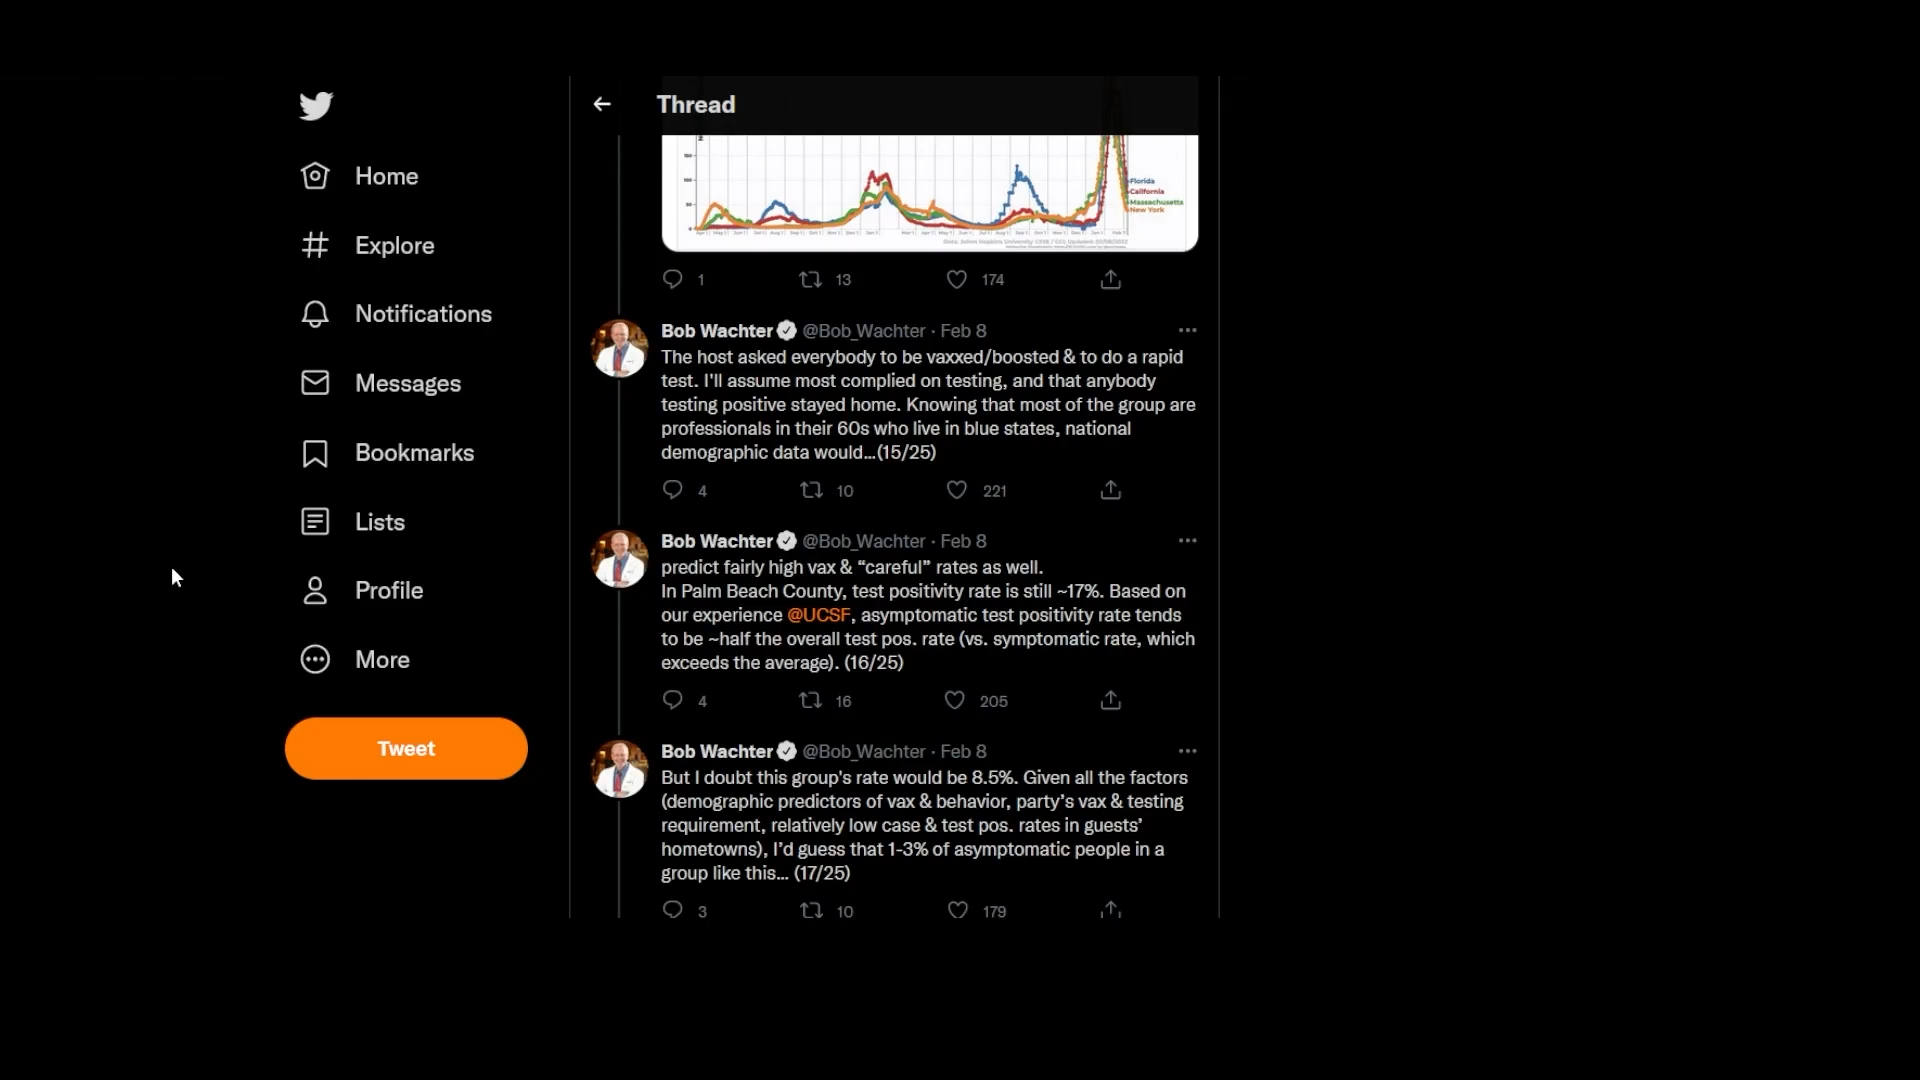 Thread
Home
Explore
Notifications
Messages
Bookmarks
Lists
Profile
More
Tweet
150
100
50
0
Florida
California
Massachusetts
New York
1 13 174
Bob Wachter @Bob_Wachter · Feb 8
The host asked everybody to be vaxxed/boosted & to do a rapid
test. I'll assume most complied on testing, and that anybody
testing positive stayed home. Knowing that most of the group are
professionals in their 60s who live in blue states, national
demographic data would...(15/25)
4 10 221
Bob Wachter @Bob_Wachter · Feb 8
predict fairly high vax & “careful” rates as well.
In Palm Beach County, test positivity rate is still ~17%. Based on
our experience @UCSF, asymptomatic test positivity rate tends
to be ~half the overall test pos. rate (vs. symptomatic rate, which
exceeds the average). (16/25)
4 16 205
Bob Wachter @Bob_Wachter · Feb 8
But I doubt this group's rate would be 8.5%. Given all the factors
(demographic predictors of vax & behavior, party’s vax & testing
requirement, relatively low case & test pos. rates in guests’
hometowns), I’d guess that 1-3% of asymptomatic people in a
group like this... (17/25)
3 10 179